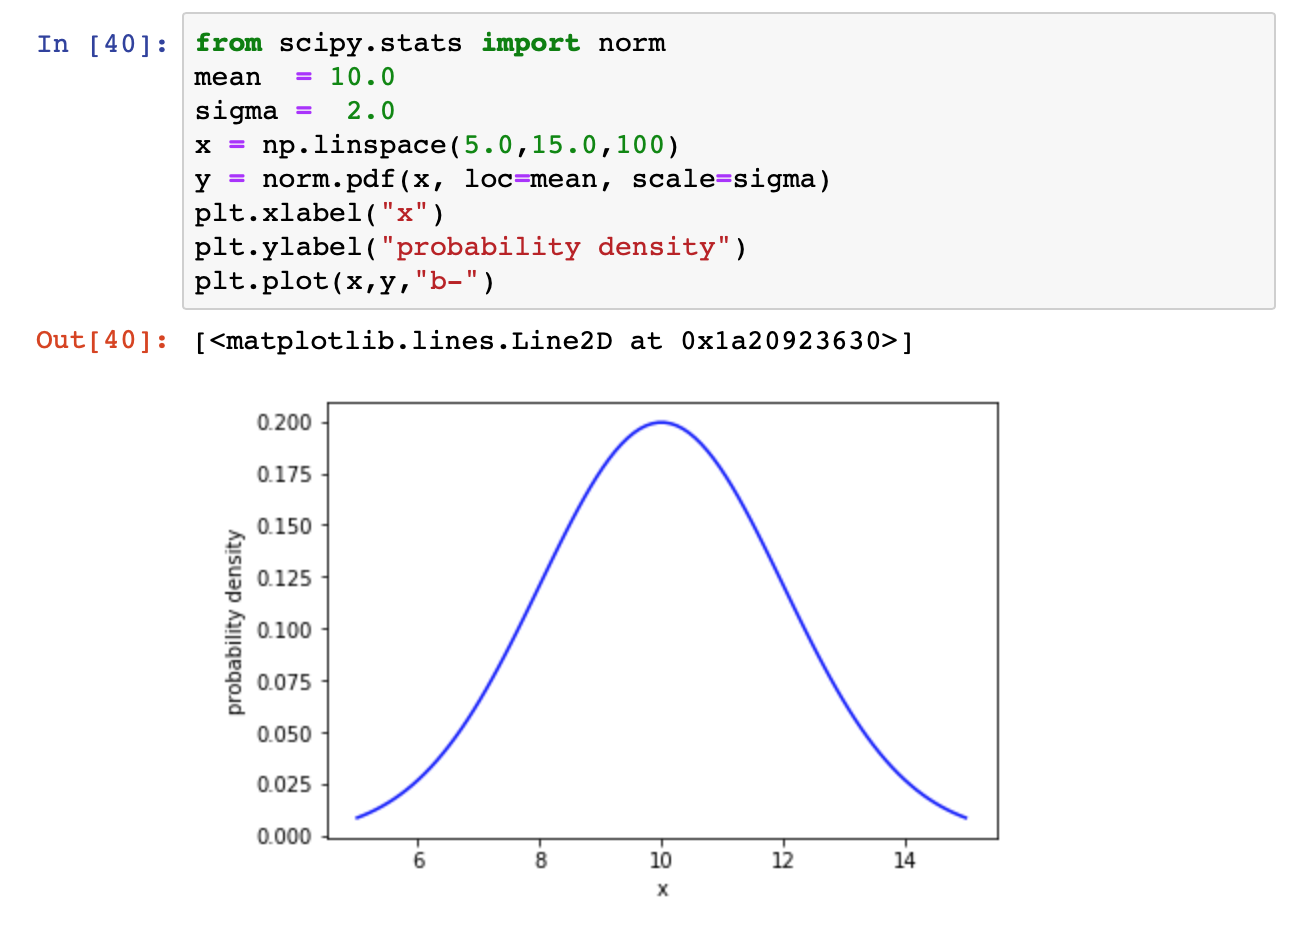 In [40]:
from scipy.stats import norm
mean  = 10.0
sigma =  2.0
x = np.linspace(5.0,15.0,100)
y = norm.pdf(x, loc=mean, scale=sigma)
plt.xlabel("x")
plt.ylabel("probability density")
plt.plot(x,y,"b-")
Out[40]:
[<matplotlib.lines.Line2D at 0x1a20923630>]
probability density
0.200
0.175
0.150
0.125
0.100
0.075
0.050
0.025
0.000
6 8 10 12 14
x